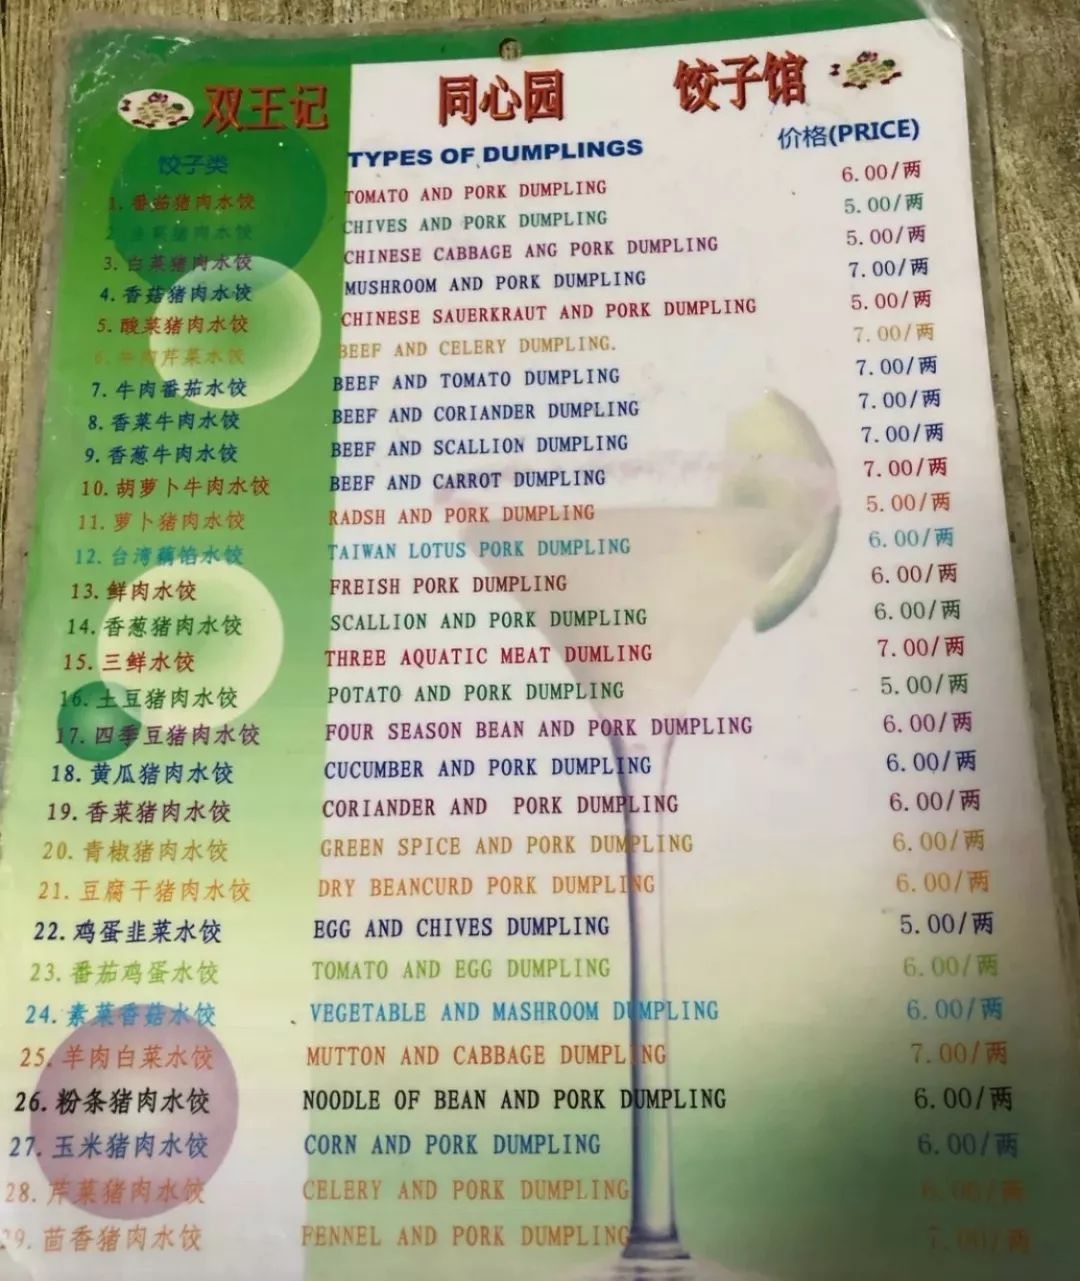 双王记 同心园 饺子馆
饺子类 TYPES OF DUMPLINGS 价格(PRICE)
1. 番茄猪肉水饺 TOMATO AND PORK DUMPLING 6.00/两
2. 韭菜猪肉水饺 CHIVES AND PORK DUMPLING 5.00/两
3. 白菜猪肉水饺 CHINESE CABBAGE ANG PORK DUMPLING 5.00/两
4. 香菇猪肉水饺 MUSHROOM AND PORK DUMPLING 7.00/两
5. 酸菜猪肉水饺 CHINESE SAUERKRAUT AND PORK DUMPLING 5.00/两
6. 牛肉芹菜水饺 BEEF AND CELERY DUMPLING. 7.00/两
7. 牛肉番茄水饺 BEEF AND TOMATO DUMPLING 7.00/两
8. 香菜牛肉水饺 BEEF AND CORIANDER DUMPLING 7.00/两
9. 香葱牛肉水饺 BEEF AND SCALLION DUMPLING 7.00/两
10. 胡萝卜牛肉水饺 BEEF AND CARROT DUMPLING 7.00/两
11. 萝卜猪肉水饺 RADSH AND PORK DUMPLING 5.00/两
12. 台湾藕馅水饺 TAIWAN LOTUS PORK DUMPLING 6.00/两
13. 鲜肉水饺 FREISH PORK DUMPLING 6.00/两
14. 香葱猪肉水饺 SCALLION AND PORK DUMPLING 6.00/两
15. 三鲜水饺 THREE AQUATIC MEAT DUMLING 7.00/两
16. 土豆猪肉水饺 POTATO AND PORK DUMPLING 5.00/两
17. 四季豆猪肉水饺 FOUR SEASON BEAN AND PORK DUMPLING 6.00/两
18. 黄瓜猪肉水饺 CUCUMBER AND PORK DUMPLING 6.00/两
19. 香菜猪肉水饺 CORIANDER AND PORK DUMPLING 6.00/两
20. 青椒猪肉水饺 GREEN SPICE AND PORK DUMPLING 6.00/两
21. 豆腐干猪肉水饺 DRY BEANCURD PORK DUMPLING 6.00/两
22. 鸡蛋韭菜水饺 EGG AND CHIVES DUMPLING 5.00/两
23. 番茄鸡蛋水饺 TOMATO AND EGG DUMPLING 6.00/两
24. 素菜香菇水饺 VEGETABLE AND MASHROOM DUMPLING 6.00/两
25. 羊肉白菜水饺 MUTTON AND CABBAGE DUMPLING 7.00/两
26. 粉条猪肉水饺 NOODLE OF BEAN AND PORK DUMPLING 6.00/两
27. 玉米猪肉水饺 CORN AND PORK DUMPLING 6.00/两
28. 芹菜猪肉水饺 CELERY AND PORK DUMPLING 6.00/两
29. 茴香猪肉水饺 FENNEL AND PORK DUMPLING 7.00/两